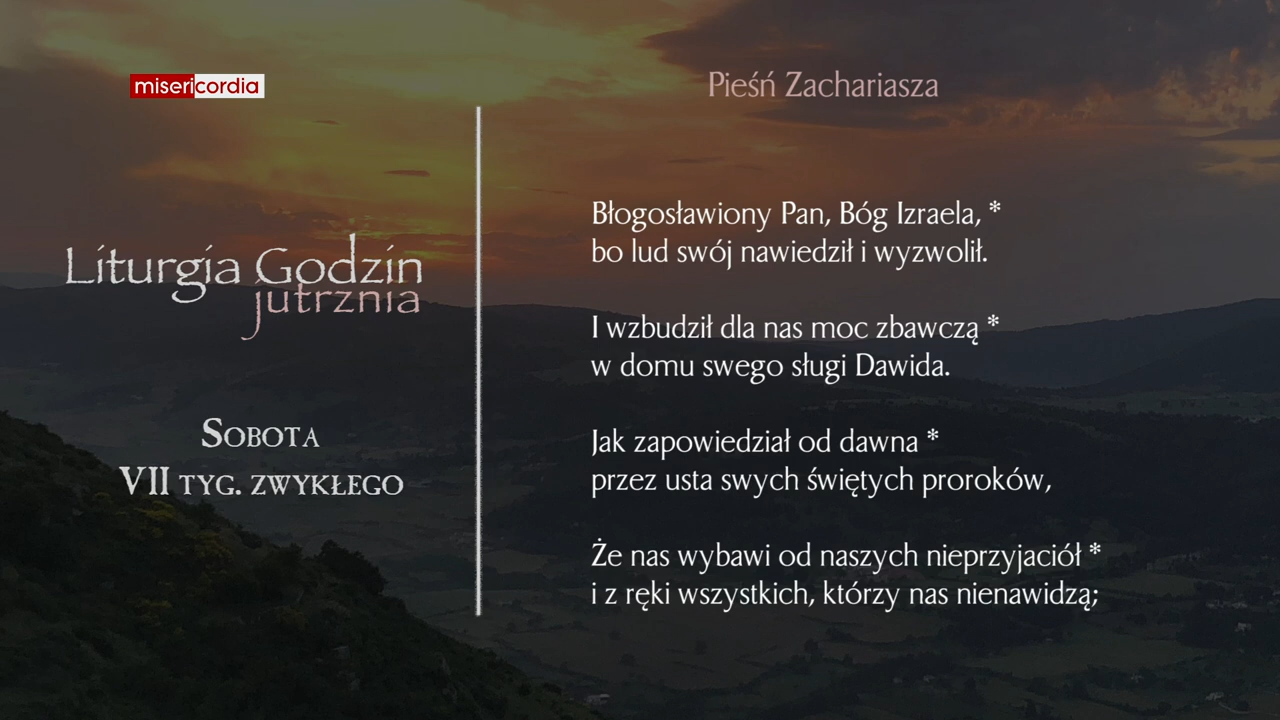 misericordia
Liturgia Godzin
jutrznia
Sobota
VII tyg. zwykłego
Pieśń Zachariasza
Błogosławiony Pan, Bóg Izraela, *
bo lud swój nawiedził i wyzwolił.
I wzbudził dla nas moc zbawczą *
w domu swego sługi Dawida.
Jak zapowiedział od dawna *
przez usta swych świętych proroków,
Że nas wybawi od naszych nieprzyjaciół *
i z ręki wszystkich, którzy nas nienawidzą;